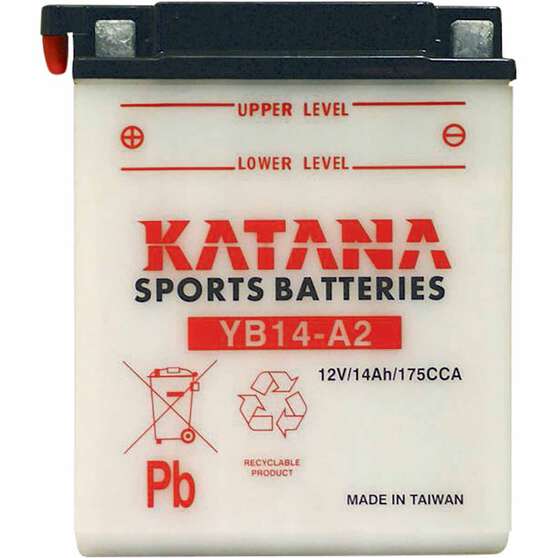 UPPER LEVEL
LOWER LEVEL
KATANA
SPORTS BATTERIES
YB14-A2
12V/14Ah/175CCA
Pb
RECYCLABLE
PRODUCT
MADE IN TAIWAN